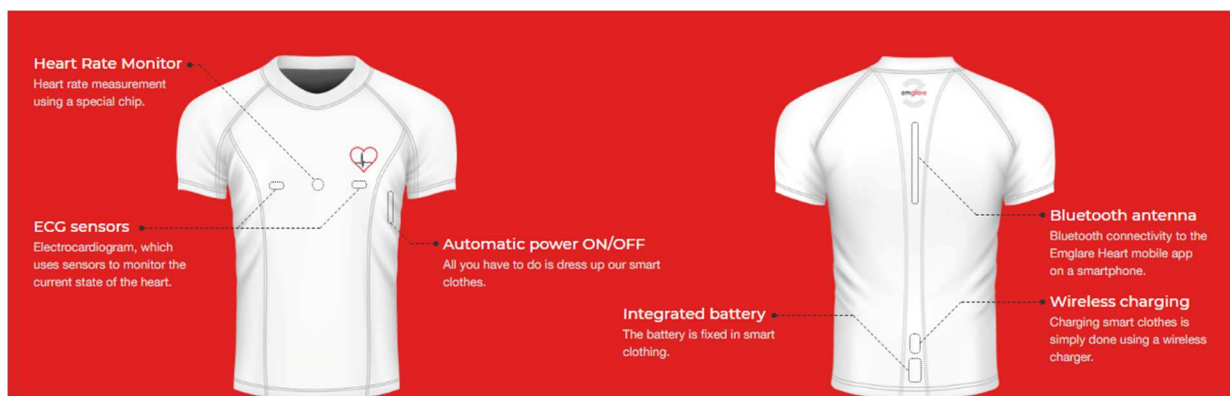 Heart Rate Monitor
Heart rate measurement
using a special chip.
ECG sensors
Electrocardiogram, which
uses sensors to monitor the
current state of the heart.
Automatic power ON/OFF
All you have to do is dress up our smart
clothes.
emglare
Integrated battery
The battery is fixed in smart
clothing.
Bluetooth antenna
Bluetooth connectivity to the
Emglare Heart mobile app
on a smartphone.
Wireless charging
Charging smart clothes is
simply done using a wireless
charger.